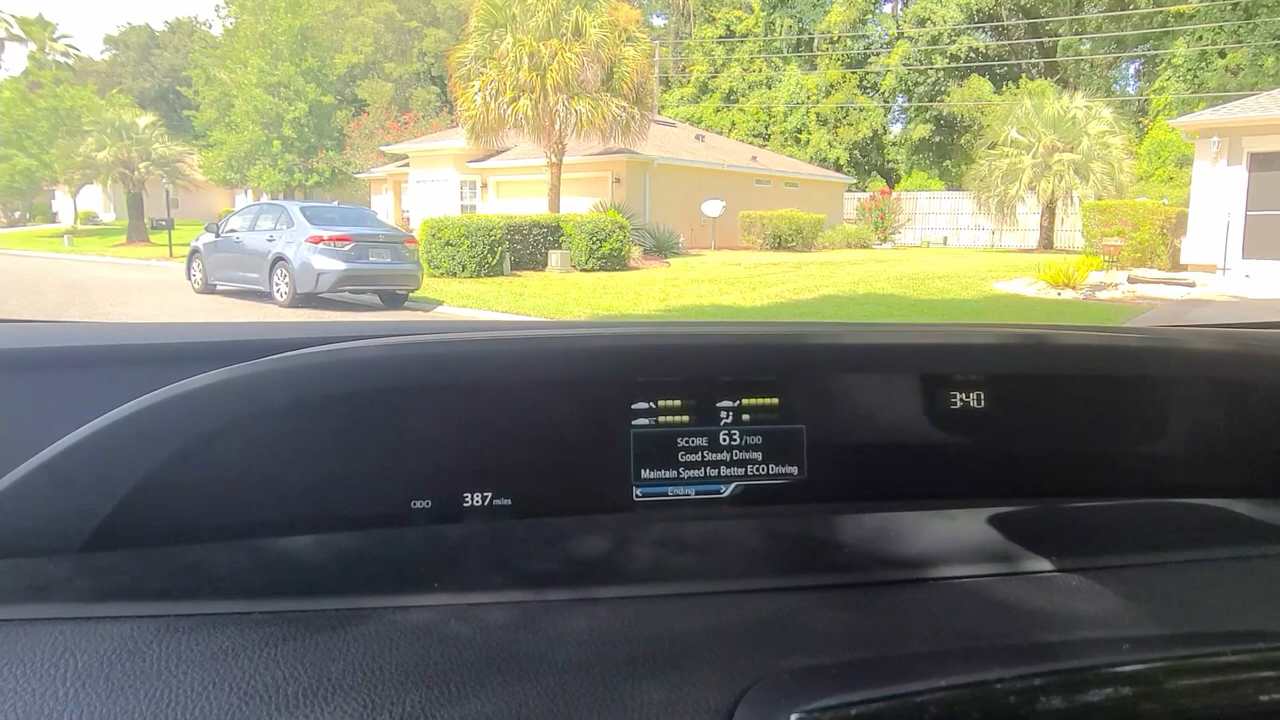 3:40
SCORE 63/100
Good Steady Driving
Maintain Speed for Better ECO Driving
Ending
ODO 387 miles